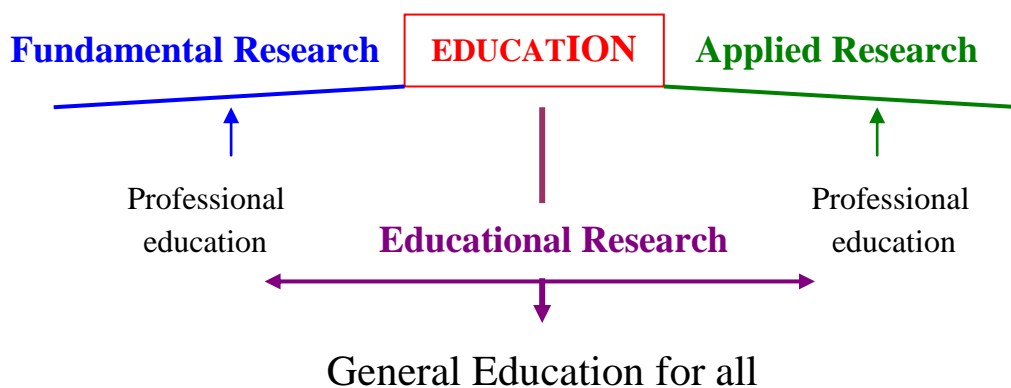 Fundamental Research EDUCATION Applied Research
Professional
education
Professional
education
Educational Research
General Education for all